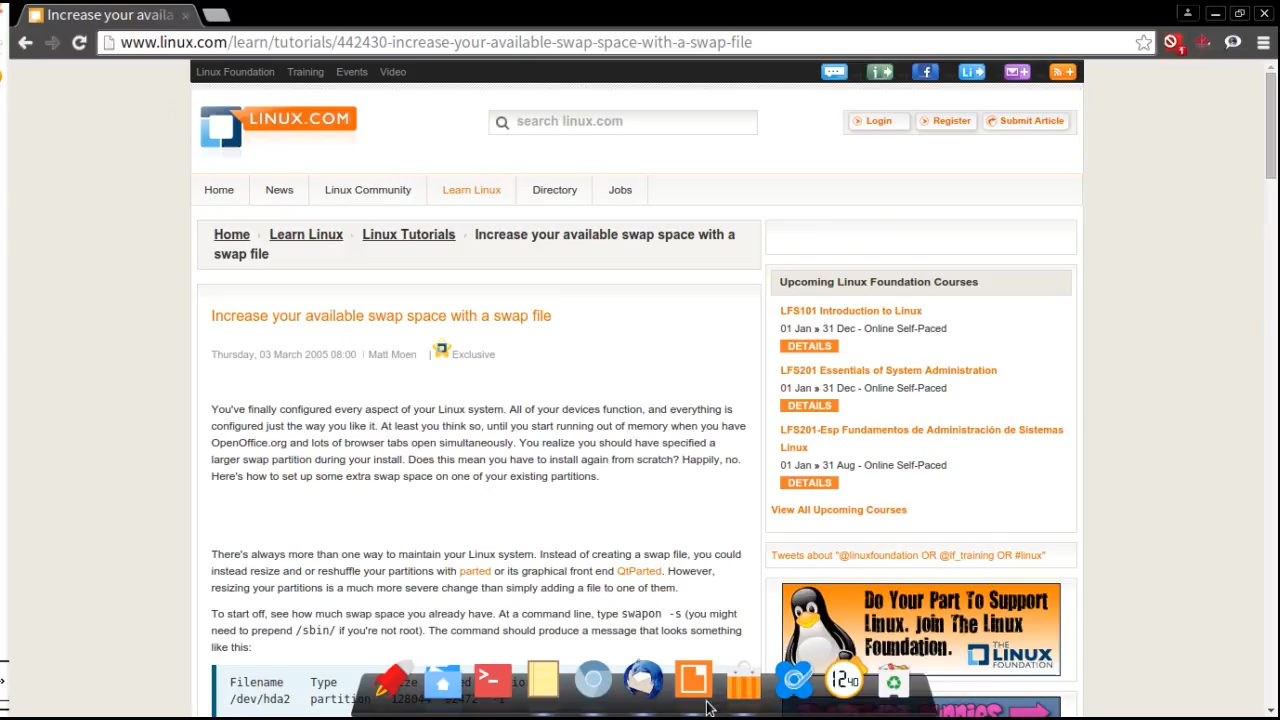 Increase your availa
www.linux.com/learn/tutorials/442430-increase-your-available-swap-space-with-a-swap-file
1
Linux Foundation Training Events Video
Li
LINUX.COM
search linux.com
Login Register Submit Article
Home News Linux Community Learn Linux Directory Jobs
Home Learn Linux Linux Tutorials Increase your available swap space with a
swap file
Increase your available swap space with a swap file
Thursday, 03 March 2005 08:00 | Matt Moen | Exclusive
You've finally configured every aspect of your Linux system. All of your devices function, and everything is
configured just the way you like it. At least you think so, until you start running out of memory when you have
OpenOffice.org and lots of browser tabs open simultaneously. You realize you should have specified a
larger swap partition during your install. Does this mean you have to install again from scratch? Happily, no.
Here's how to set up some extra swap space on one of your existing partitions.
There's always more than one way to maintain your Linux system. Instead of creating a swap file, you could
instead resize and or reshuffle your partitions with parted or its graphical front end QtParted. However,
resizing your partitions is a much more severe change than simply adding a file to one of them.
To start off, see how much swap space you already have. At a command line, type swapon -s (you might
need to prepend /sbin/ if you're not root). The command should produce a message that looks something
like this:
Filename Type
/dev/hda2 partition
Upcoming Linux Foundation Courses
LFS101 Introduction to Linux
01 Jan » 31 Dec - Online Self-Paced
DETAILS
LFS201 Essentials of System Administration
01 Jan » 31 Dec - Online Self-Paced
DETAILS
LFS201-Esp Fundamentos de Administración de Sistemas
Linux
01 Jan » 31 Aug - Online Self-Paced
DETAILS
View All Upcoming Courses
Tweets about "@linuxfoundation OR @lf_training OR #linux"
Do Your Part To Support
Linux. Join The Linux
Foundation.
THE LINUX
FOUNDATION
12:40